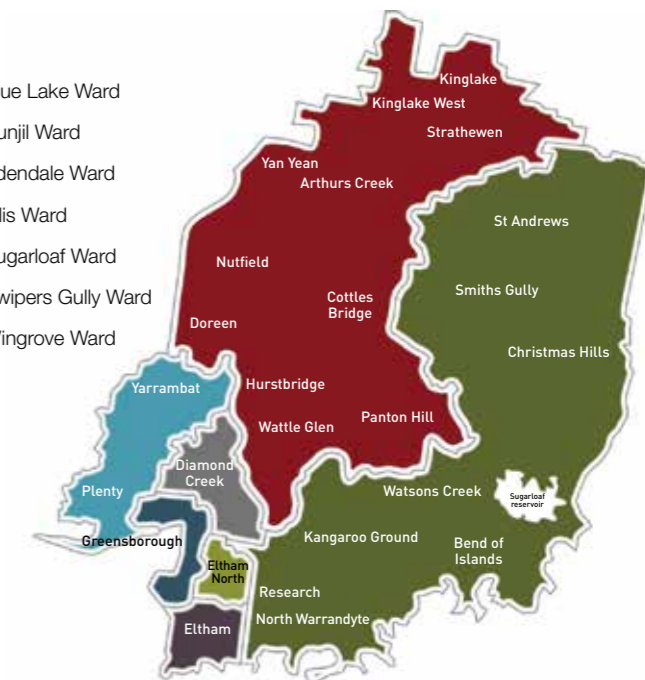 ue Lake Ward
unjil Ward
dendale Ward
lis Ward
ugarloaf Ward
wipers Gully Ward
ingrove Ward
Kinglake
Kinglake West
Strathewen
Yan Yean
Arthurs Creek
St Andrews
Nutfield
Smiths Gully
Cottles
Bridge
Doreen
Christmas Hills
Yarrambat
Hurstbridge
Panton Hill
Wattle Glen
Diamond
Creek
Plenty
Watsons Creek
Sugarloaf
reservoir
Greensborough
Kangaroo Ground
Bend of
Islands
Eltham
North
Research
North Warrandyte
Eltham